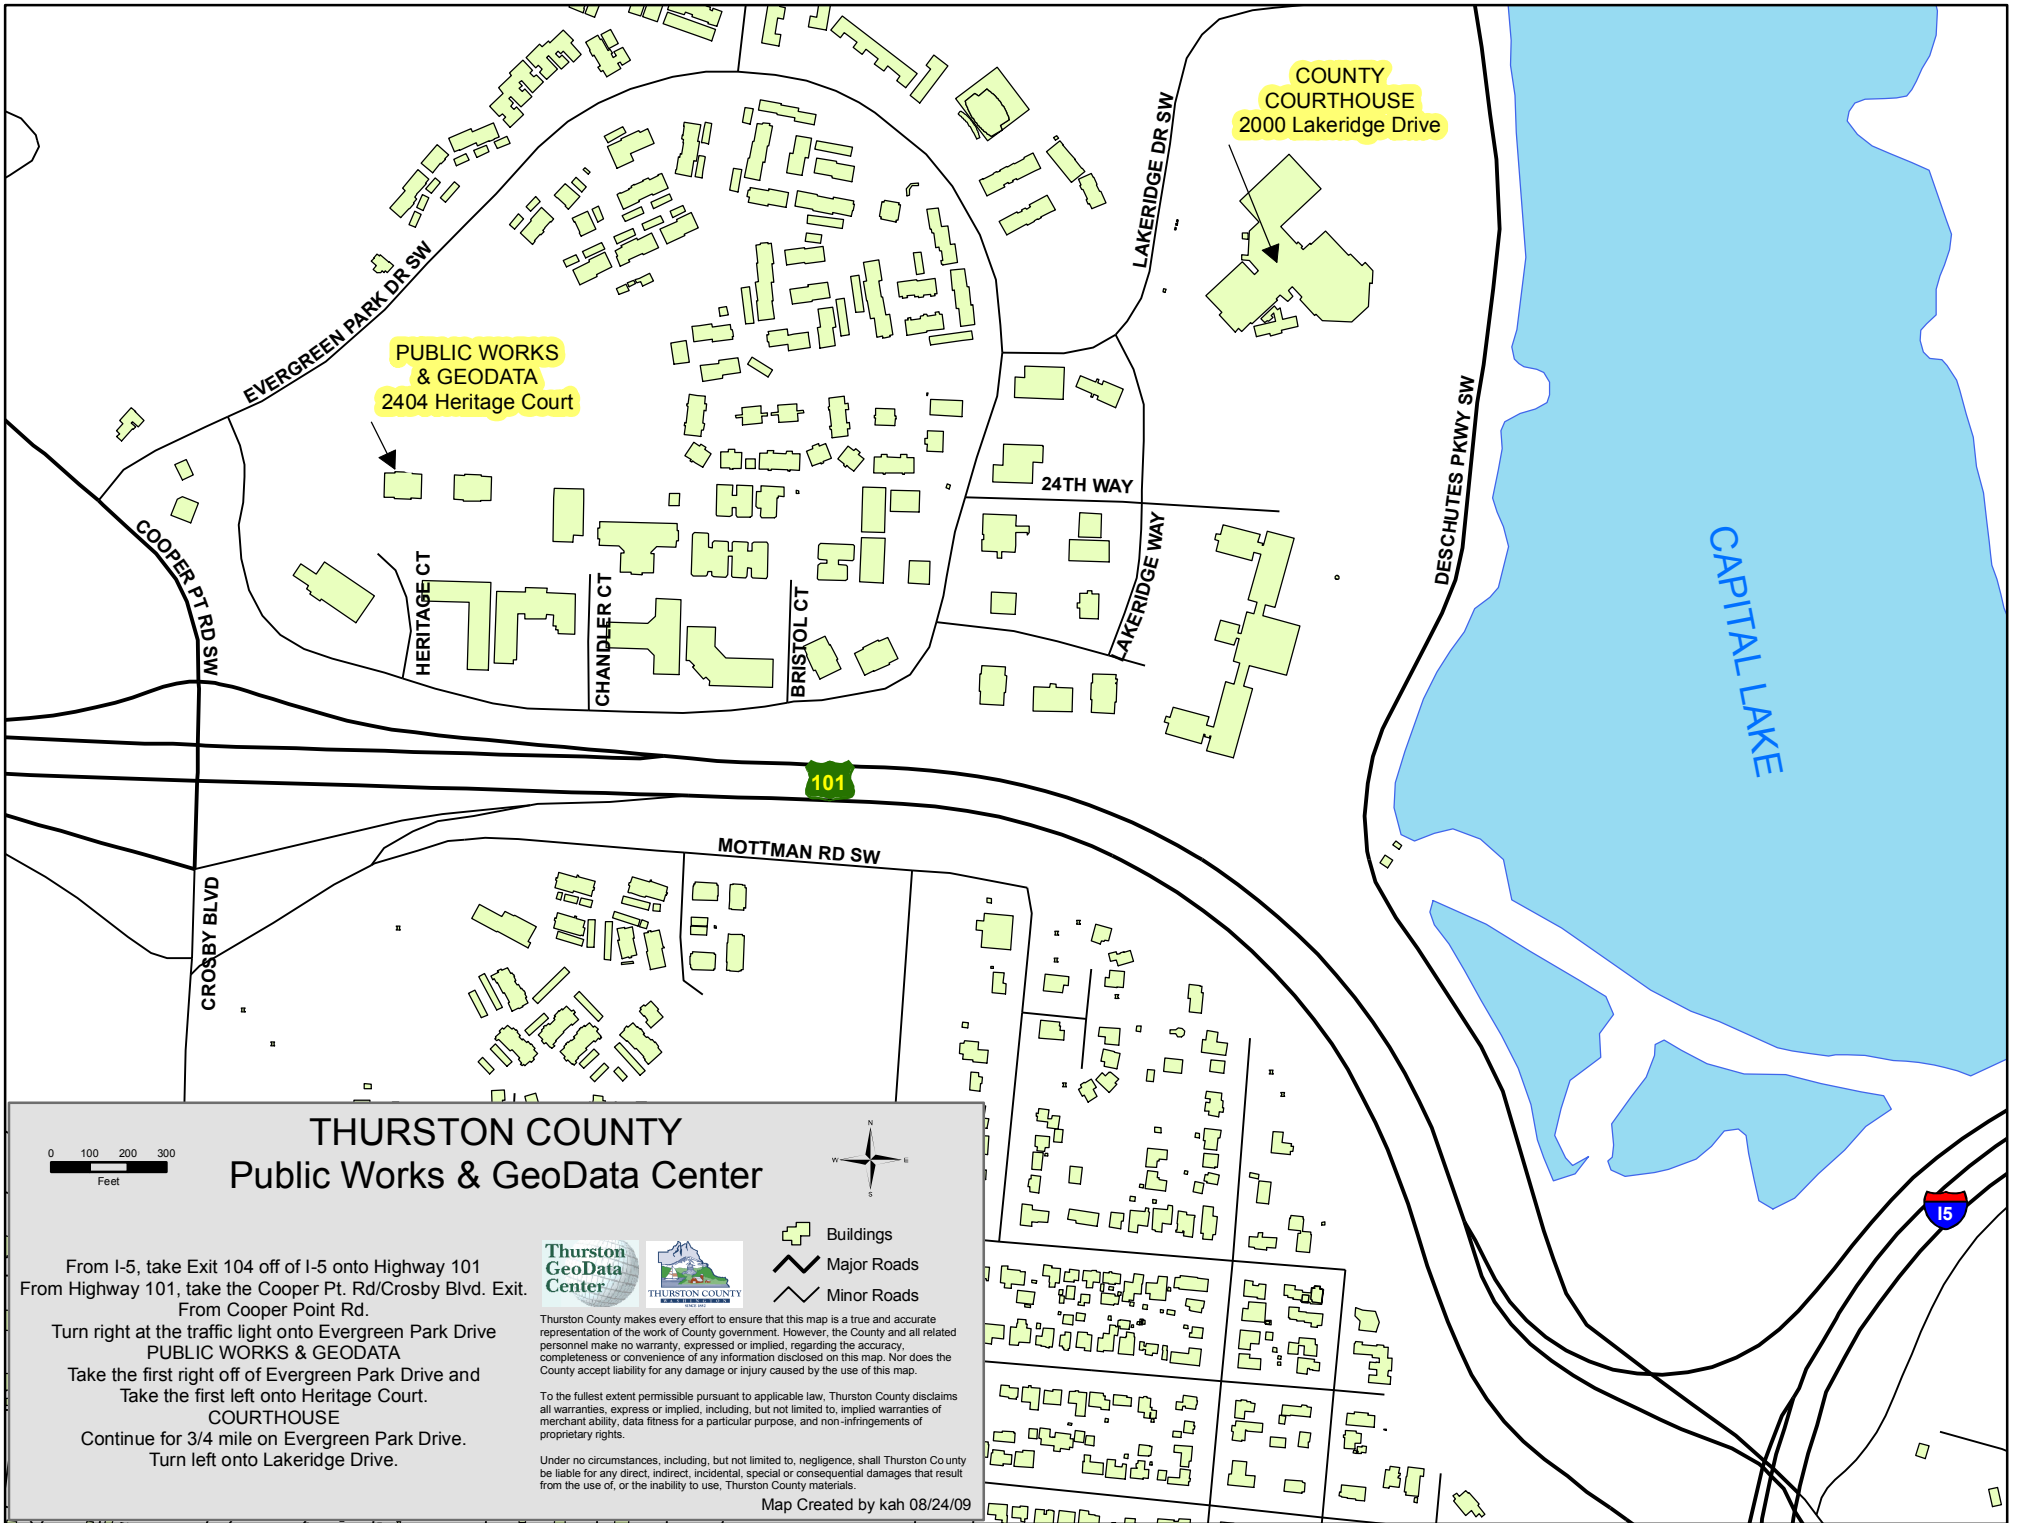 COUNTY
COURTHOUSE
2000 Lakeridge Drive
LAKERIDGE DR SW
EVERGREEN PARK DR SW
PUBLIC WORKS
& GEODATA
2404 Heritage Court
DESCHUTES PKWY SW
24TH WAY
LAKERIDGE WAY
COOPER PT RD SW
HERITAGE CT
CHANDLER CT
BRISTOL CT
CAPITAL LAKE
101
MOTTMAN RD SW
CROSBY BLVD
I5
THURSTON COUNTY
Public Works & GeoData Center
0 100 200 300
Feet
N
W E
S
From I-5, take Exit 104 off of I-5 onto Highway 101
From Highway 101, take the Cooper Pt. Rd/Crosby Blvd. Exit.
From Cooper Point Rd.
Turn right at the traffic light onto Evergreen Park Drive
PUBLIC WORKS & GEODATA
Take the first right off of Evergreen Park Drive and
Take the first left onto Heritage Court.
COURTHOUSE
Continue for 3/4 mile on Evergreen Park Drive.
Turn left onto Lakeridge Drive.
Thurston
GeoData
Center
THURSTON COUNTY
WASHINGTON
SINCE 1852
Buildings
Major Roads
Minor Roads
Thurston County makes every effort to ensure that this map is a true and accurate
representation of the work of County government. However, the County and all related
personnel make no warranty, expressed or implied, regarding the accuracy,
completeness or convenience of any information disclosed on this map. Nor does the
County accept liability for any damage or injury caused by the use of this map.
To the fullest extent permissible pursuant to applicable law, Thurston County disclaims
all warranties, express or implied, including, but not limited to, implied warranties of
merchant ability, data fitness for a particular purpose, and non-infringements of
proprietary rights.
Under no circumstances, including, but not limited to, negligence, shall Thurston Co unty
be liable for any direct, indirect, incidental, special or consequential damages that result
from the use of, or the inability to use, Thurston County materials.
Map Created by kah 08/24/09